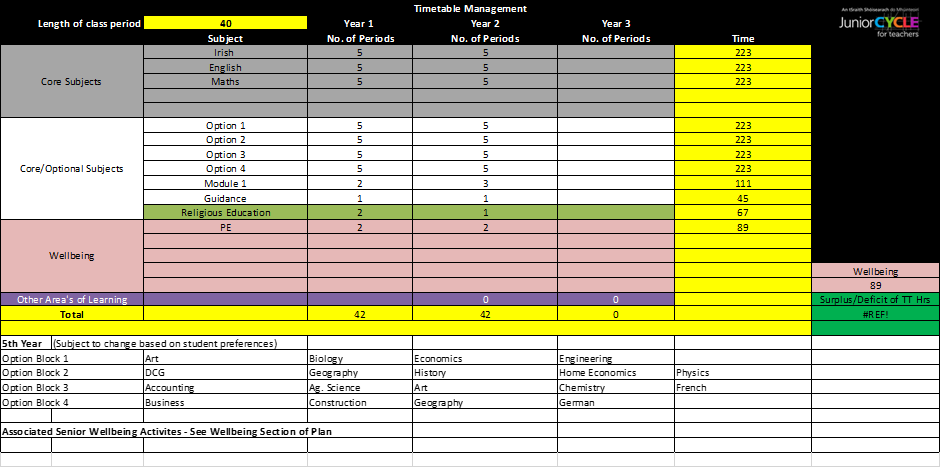 Timetable Management
Length of class period 40 Year 1 Year 2 Year 3
Subject No. of Periods No. of Periods No. of Periods Time
JuniorCYCLE
for teachers
Core Subjects
Irish 5 5 223
English 5 5 223
Maths 5 5 223
Core/Optional Subjects
Option 1 5 5 223
Option 2 5 5 223
Option 3 5 5 223
Option 4 5 5 223
Module 1 2 3 111
Guidance 1 1 45
Religious Education 2 1 67
Wellbeing
PE 2 2 89
Wellbeing
89
Other Area's of Learning 0 0 Surplus/Deficit of TT Hrs
Total 42 42 0 #REF!
5th Year (Subject to change based on student preferences)
Option Block 1 Art Biology Economics Engineering
Option Block 2 DCG Geography History Home Economics Physics
Option Block 3 Accounting Ag. Science Art Chemistry French
Option Block 4 Business Construction Geography German
Associated Senior Wellbeing Activites - See Wellbeing Section of Plan